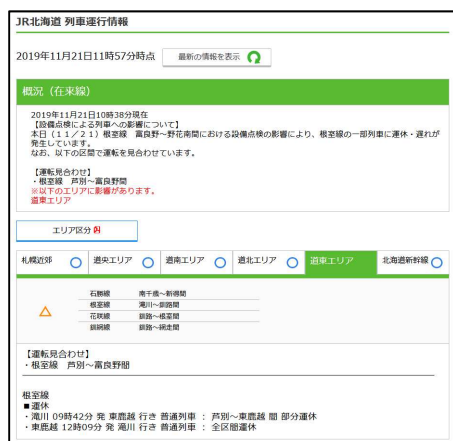 JR北海道 列車運行情報
2019年11月21日11時57分時点 最新の情報を表示
概況（在来線）
2019年11月21日10時38分現在
【設備点検による列車への影響について】
本日（１１／２１）根室線 富良野～野花南間における設備点検の影響により、根室線の一部列車に運休・遅れが
発生しています。
なお、以下の区間で運転を見合わせています。
【運転見合わせ】
・根室線 芦別～富良野間
※以下のエリアに影響があります。
道東エリア
エリア区分
札幌近郊 道央エリア 道南エリア 道北エリア 道東エリア 北海道新幹線
石勝線 南千歳～新得間
根室線 滝川～釧路間
花咲線 釧路～根室間
釧網線 釧路～網走間
【運転見合わせ】
・根室線 芦別～富良野間
根室線
■運休
・滝川 09時42分 発 東鹿越 行き 普通列車 ： 芦別～東鹿越 間 部分運休
・東鹿越 12時09分 発 滝川 行き 普通列車 ： 全区間運休